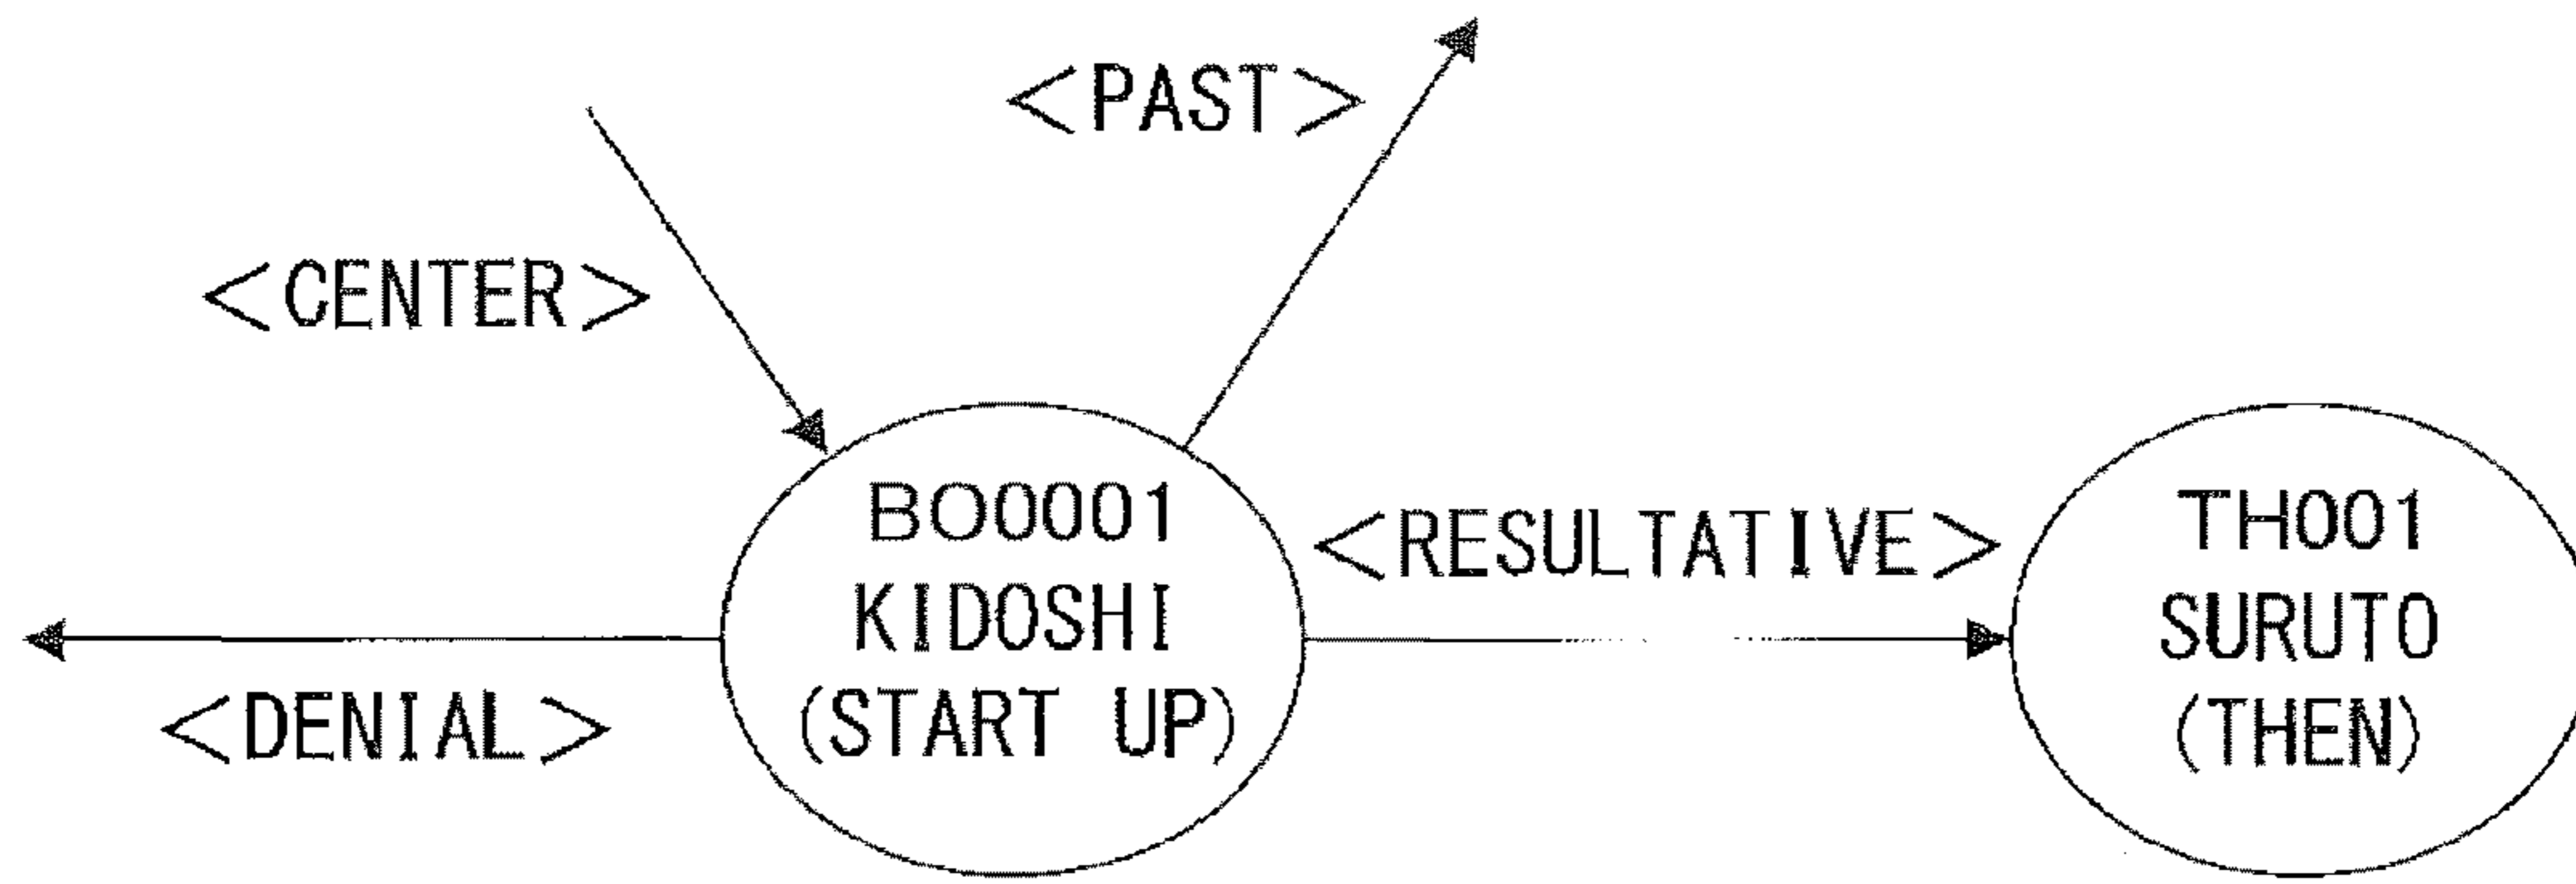 <PAST>
<CENTER>
BO0001
KIDOSHI
(START UP)
<RESULTATIVE>
TH001
SURUTO
(THEN)
<DENIAL>